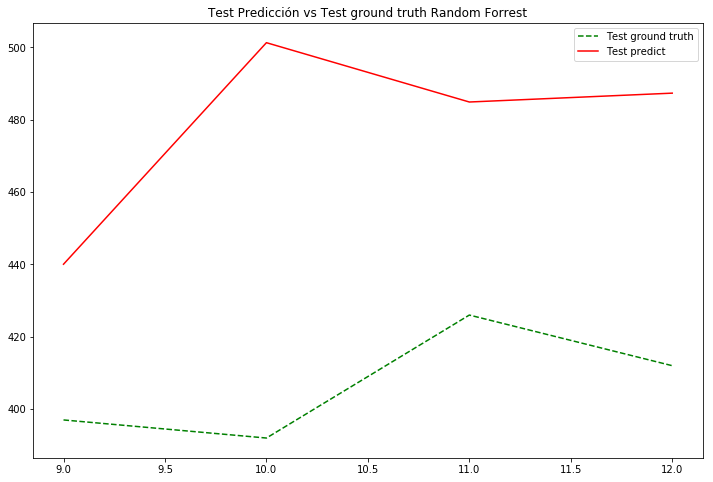 Test Predicción vs Test ground truth Random Forrest
Test ground truth
Test predict
500
480
460
440
420
400
9.0 9.5 10.0 10.5 11.0 11.5 12.0